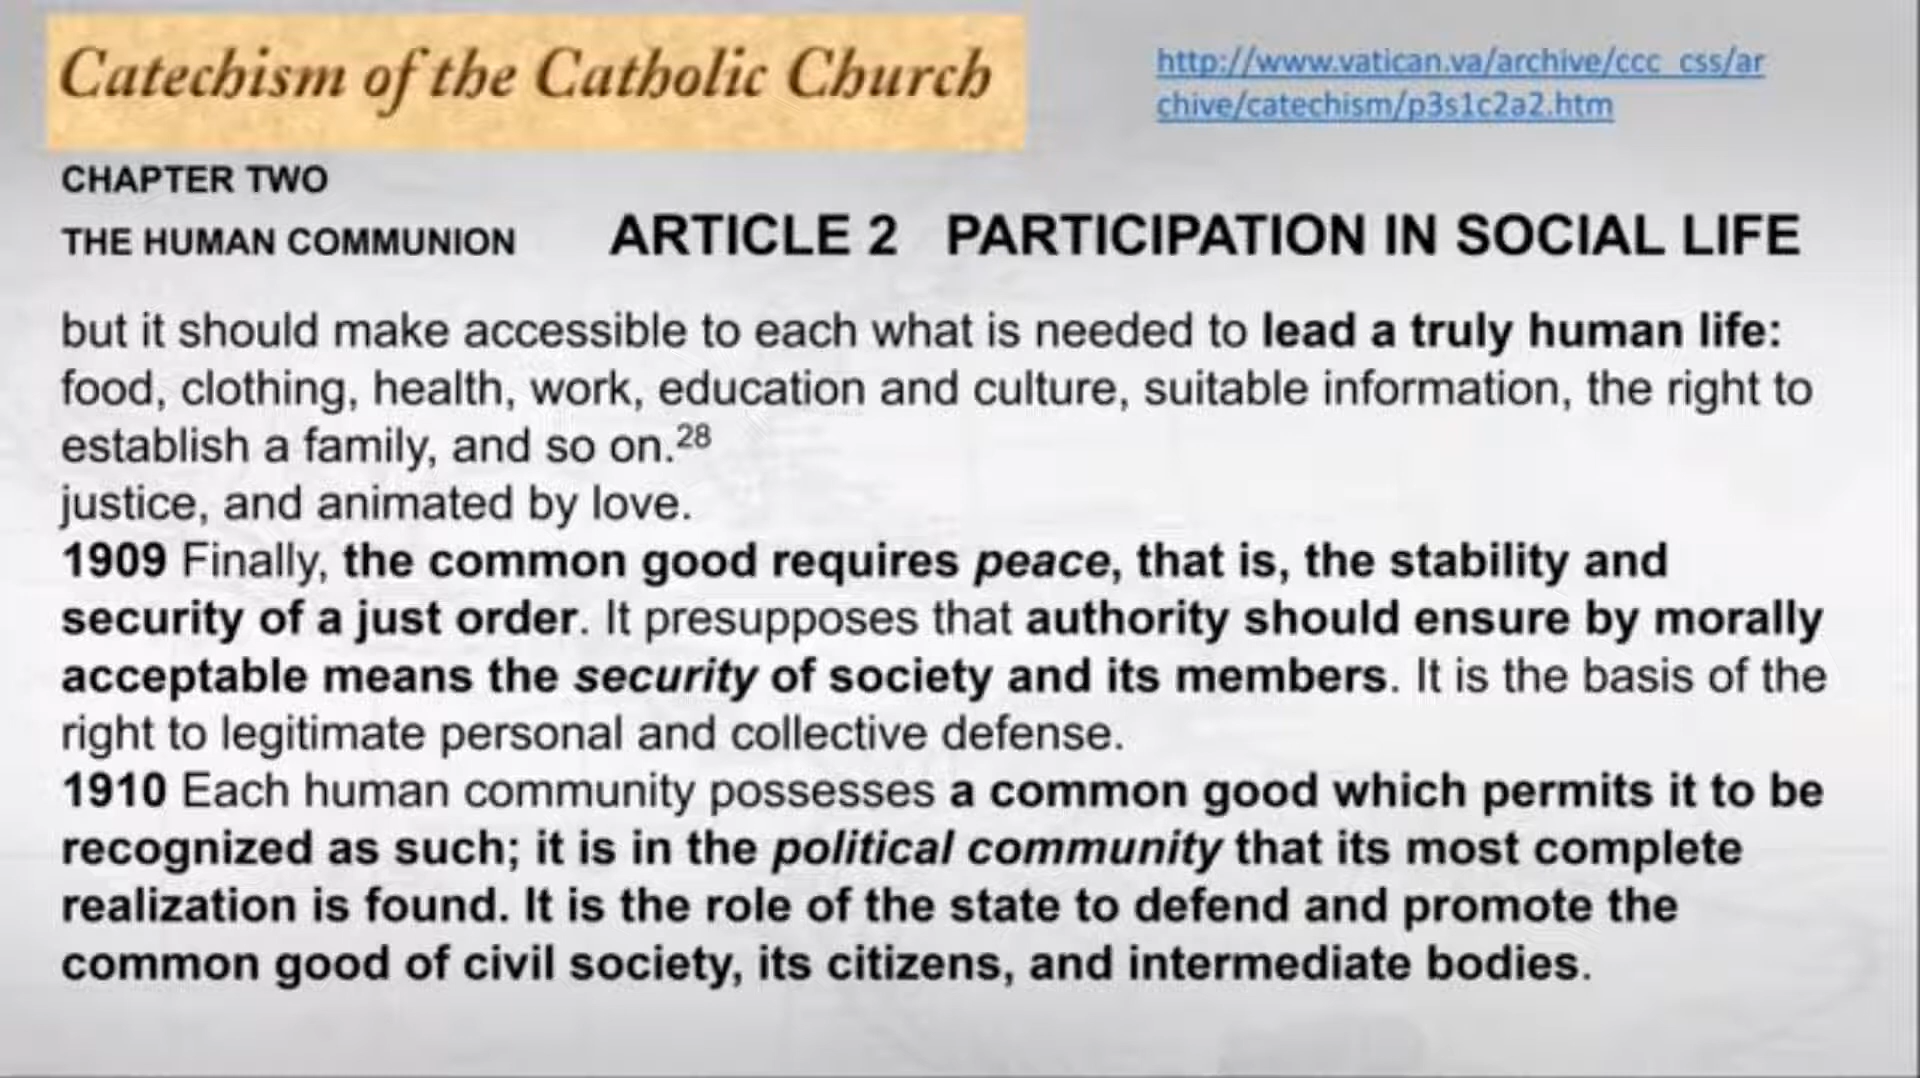 Catechism of the Catholic Church
http://www.vatican.va/archive/ccc_css/ar
chive/catechism/p3s1c2a2.htm
CHAPTER TWO
THE HUMAN COMMUNION ARTICLE 2 PARTICIPATION IN SOCIAL LIFE
but it should make accessible to each what is needed to lead a truly human life:
food, clothing, health, work, education and culture, suitable information, the right to
establish a family, and so on.28
justice, and animated by love.
1909 Finally, the common good requires peace, that is, the stability and
security of a just order. It presupposes that authority should ensure by morally
acceptable means the security of society and its members. It is the basis of the
right to legitimate personal and collective defense.
1910 Each human community possesses a common good which permits it to be
recognized as such; it is in the political community that its most complete
realization is found. It is the role of the state to defend and promote the
common good of civil society, its citizens, and intermediate bodies.